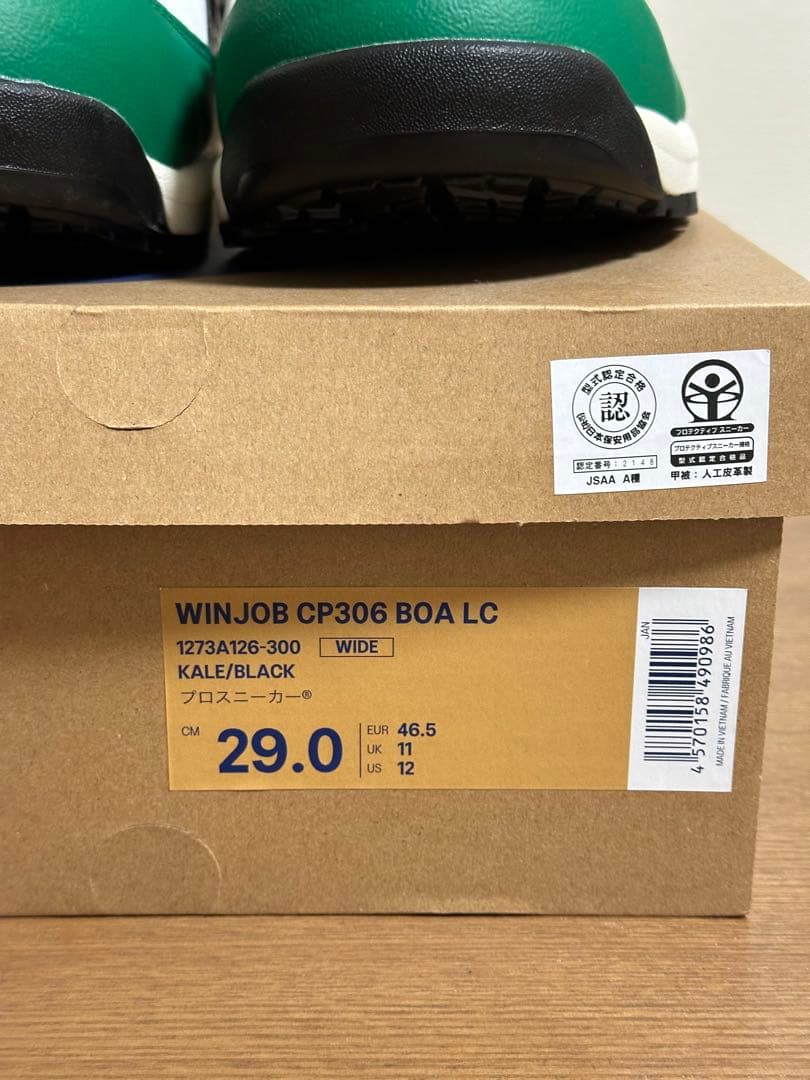 型式認定合格
認
(公社)日本保安用品協会
認定番号：2148
JSAA A種
プロテクティブ スニーカー
プロテクティブスニーカー規格
型式認定合格品
甲被：人工皮革製
WINJOB CP306 BOA LC
1273A126-300 WIDE
KALE/BLACK
プロスニーカー®
CM 29.0
EUR 46.5
UK 11
US 12
JAN
4 570158 490986
MADE IN VIETNAM / FABRIQUE AU VIETNAM